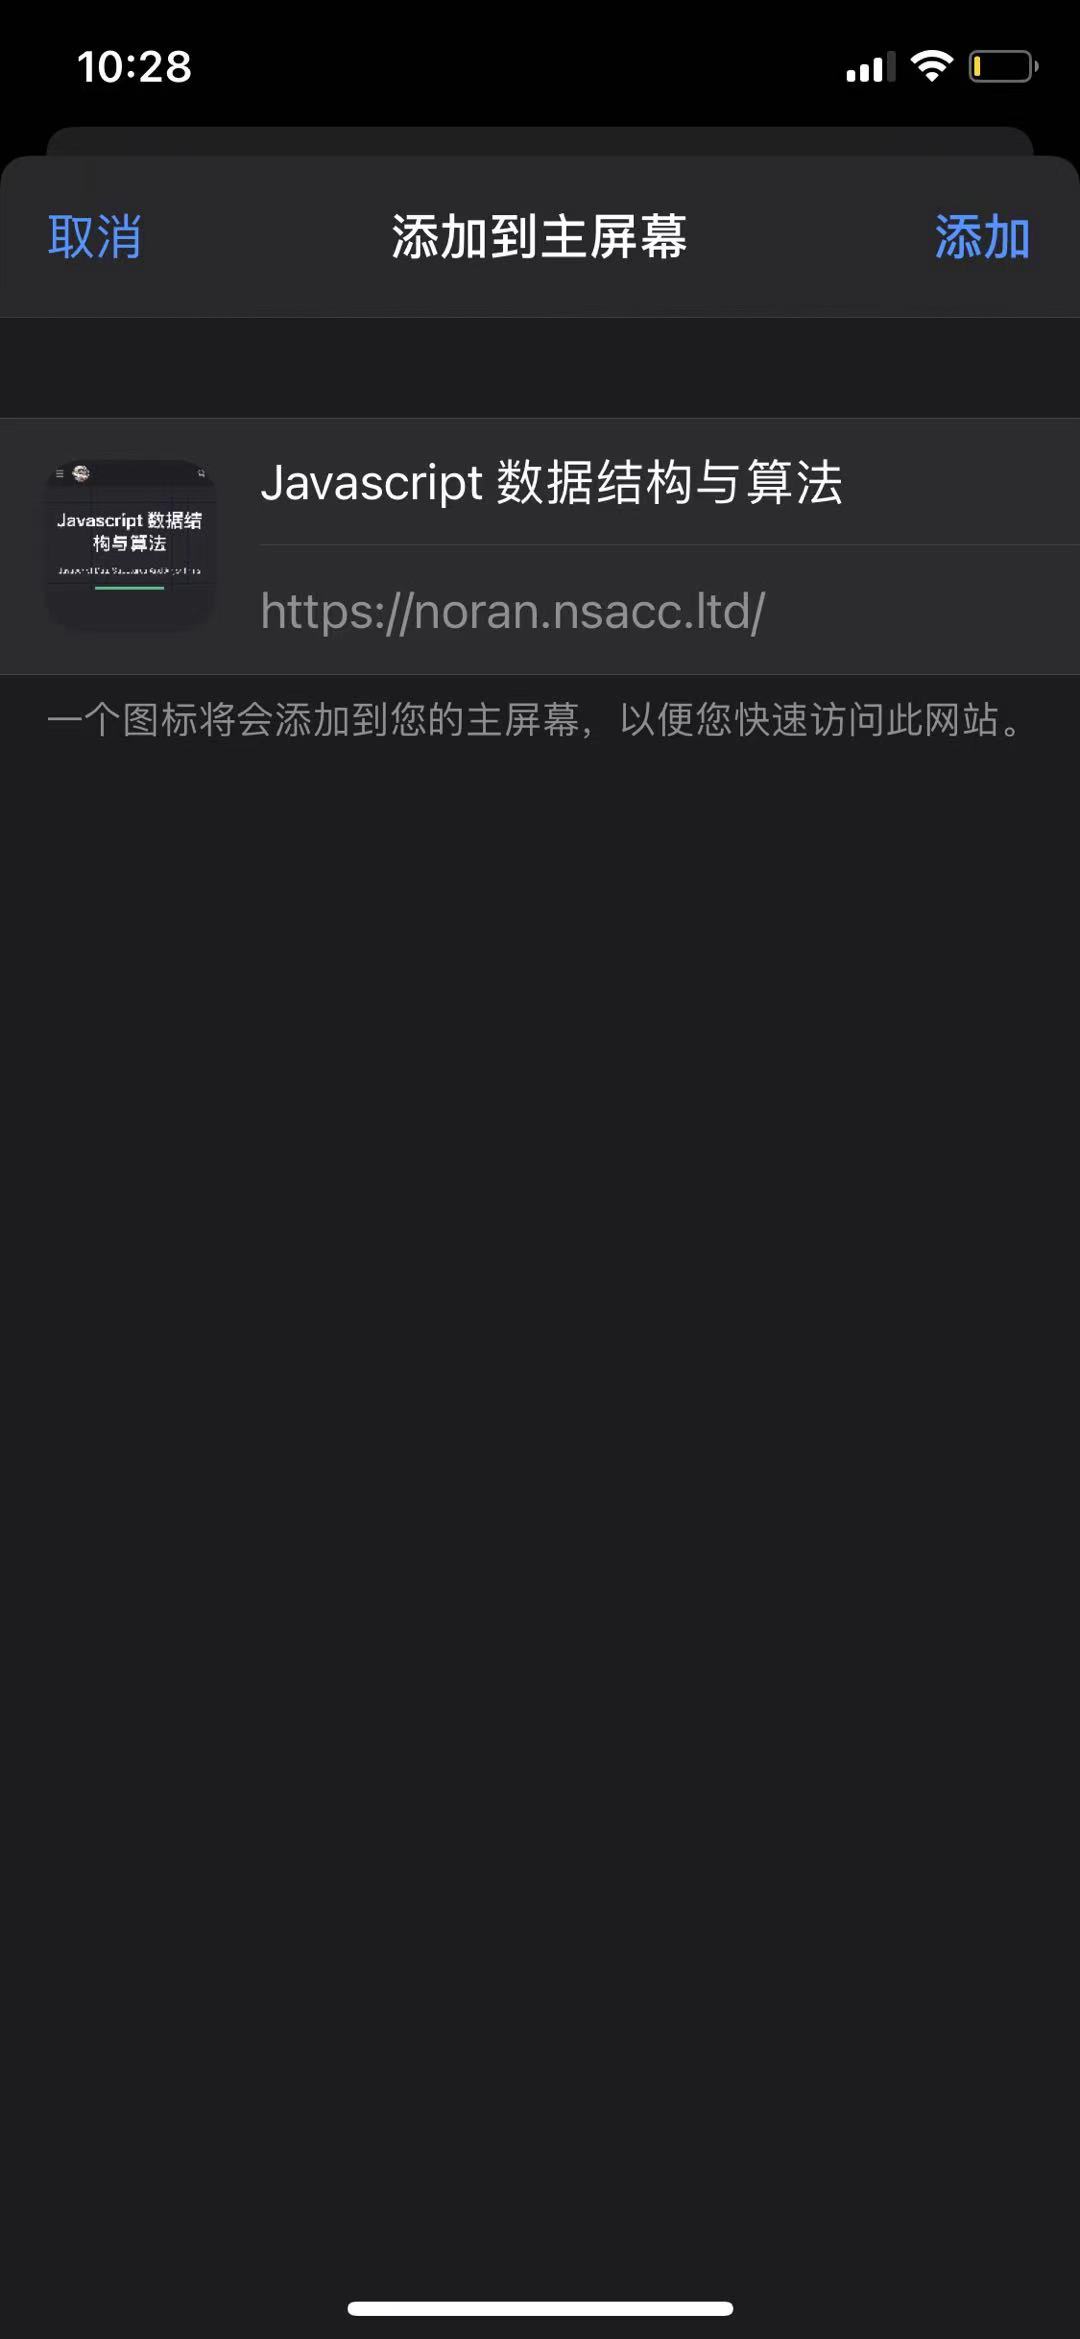 10:28
取消
添加到主屏幕
添加
Javascript 数据结
构与算法
Javascript 数据结构与算法
https://noran.nsacc.ltd/
一个图标将会添加到您的主屏幕，以便您快速访问此网站。